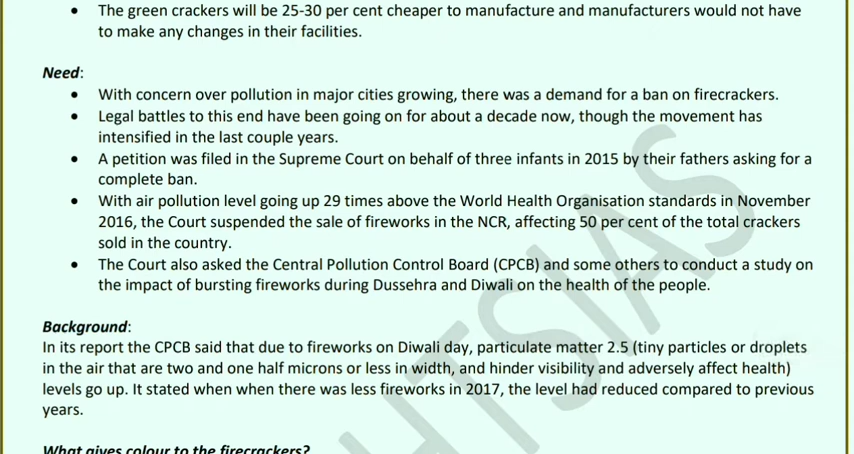 • The green crackers will be 25-30 per cent cheaper to manufacture and manufacturers would not have
to make any changes in their facilities.
Need:
• With concern over pollution in major cities growing, there was a demand for a ban on firecrackers.
• Legal battles to this end have been going on for about a decade now, though the movement has
intensified in the last couple years.
• A petition was filed in the Supreme Court on behalf of three infants in 2015 by their fathers asking for a
complete ban.
• With air pollution level going up 29 times above the World Health Organisation standards in November
2016, the Court suspended the sale of fireworks in the NCR, affecting 50 per cent of the total crackers
sold in the country.
• The Court also asked the Central Pollution Control Board (CPCB) and some others to conduct a study on
the impact of bursting fireworks during Dussehra and Diwali on the health of the people.
Background:
In its report the CPCB said that due to fireworks on Diwali day, particulate matter 2.5 (tiny particles or droplets
in the air that are two and one half microns or less in width, and hinder visibility and adversely affect health)
levels go up. It stated when when there was less fireworks in 2017, the level had reduced compared to previous
years.
What gives colour to the firecrackers?
HTSIAS